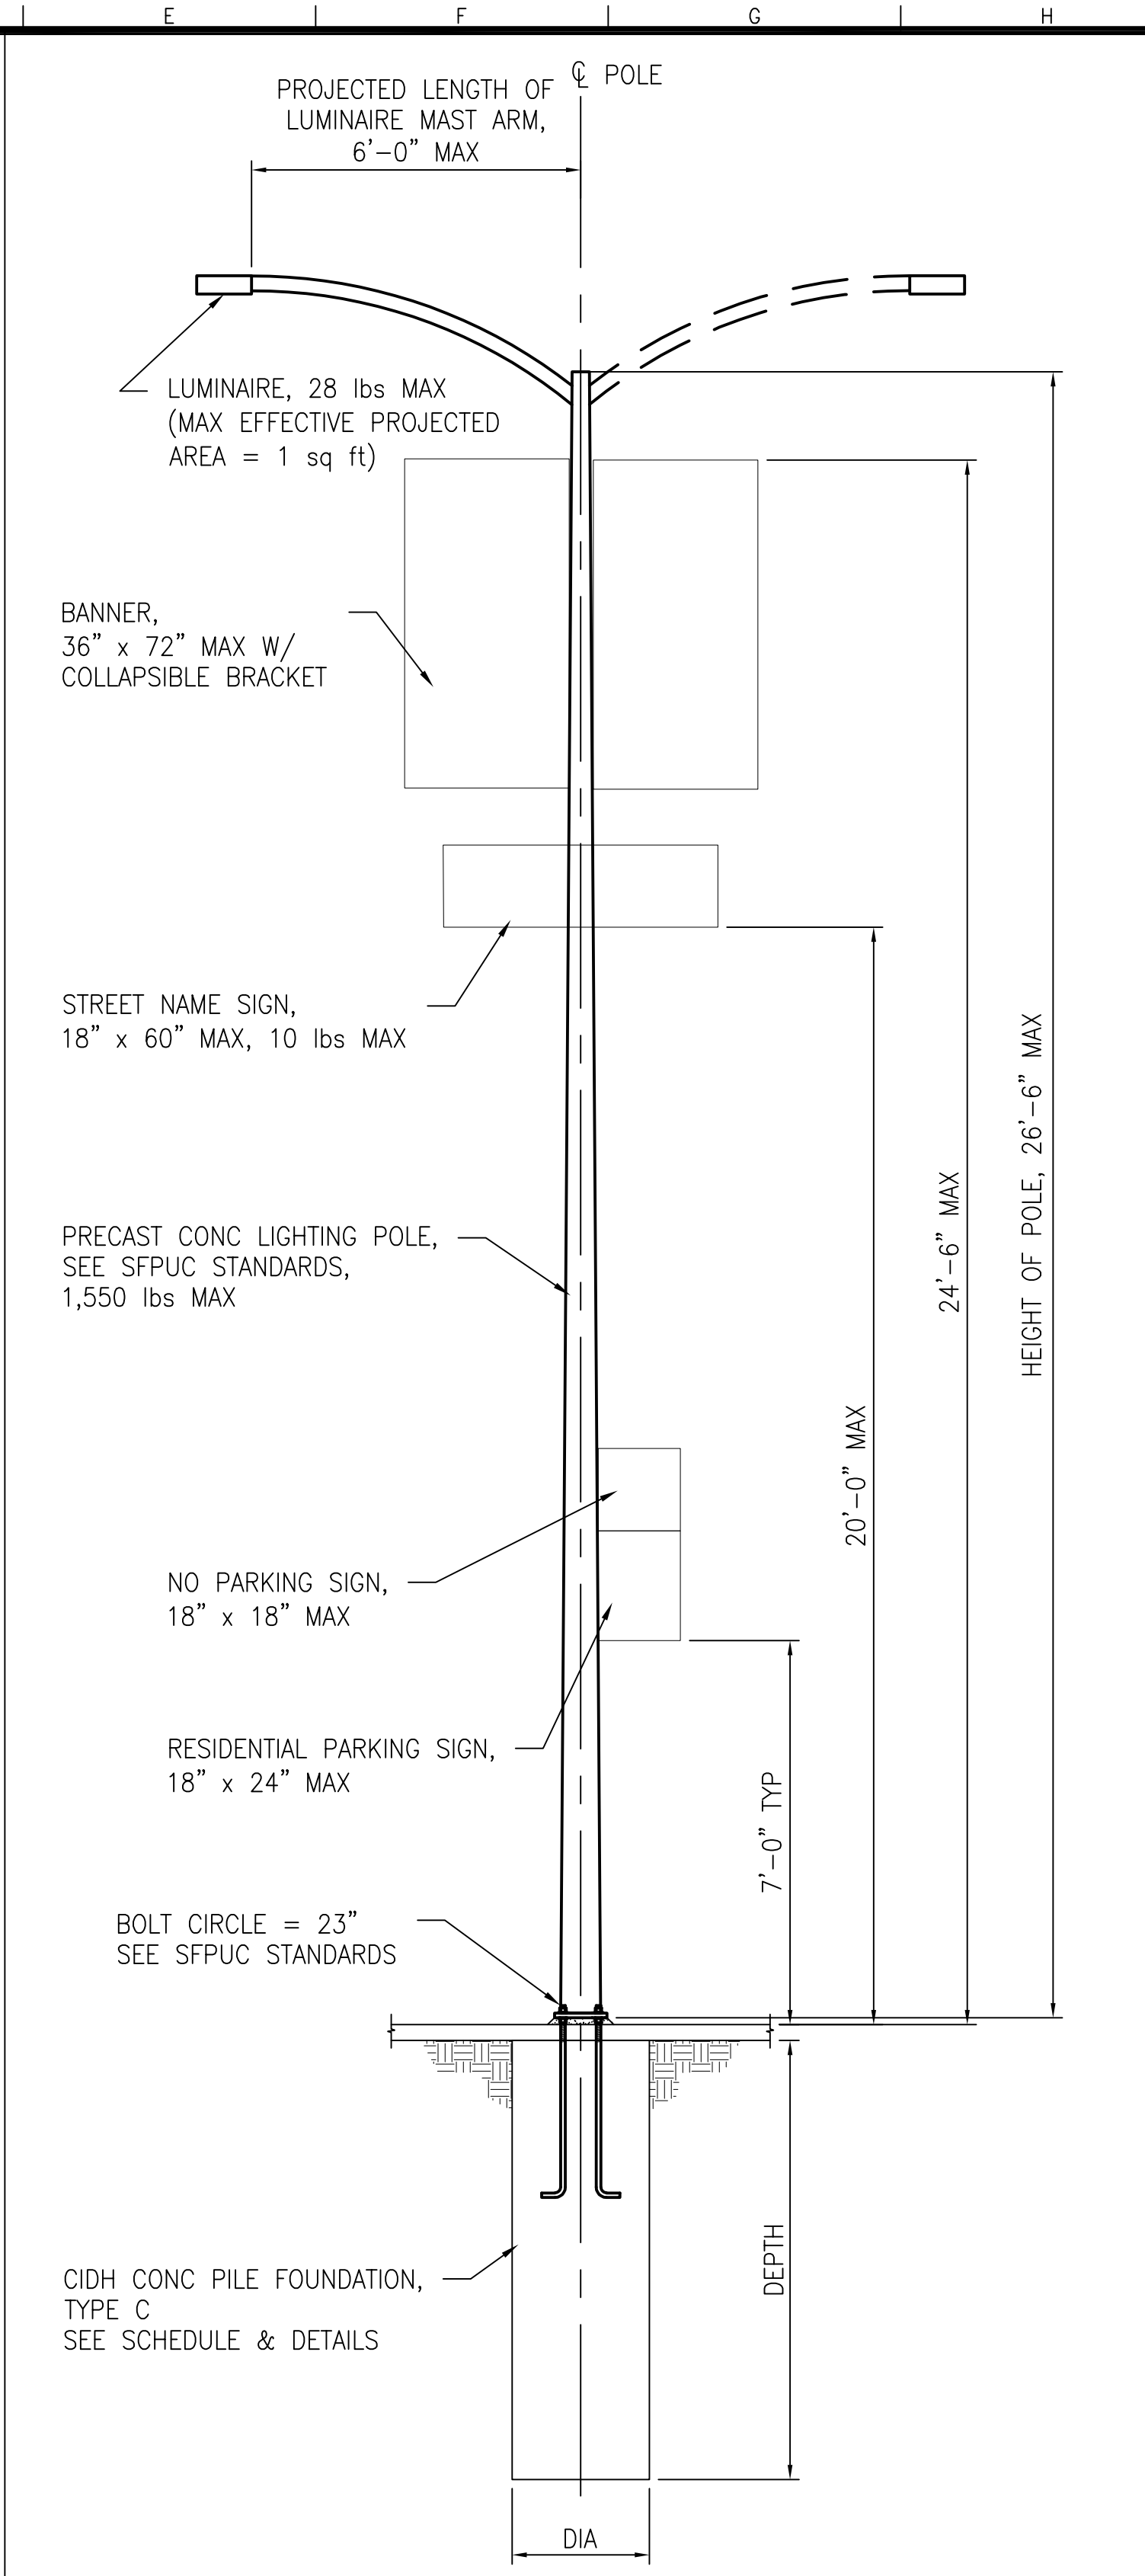 E F G H
℄ POLE
PROJECTED LENGTH OF
LUMINAIRE MAST ARM,
6'-0" MAX
LUMINAIRE, 28 lbs MAX
(MAX EFFECTIVE PROJECTED
AREA = 1 sq ft)
BANNER,
36" x 72" MAX W/
COLLAPSIBLE BRACKET
STREET NAME SIGN,
18" x 60" MAX, 10 lbs MAX
HEIGHT OF POLE, 26'-6" MAX
24'-6" MAX
PRECAST CONC LIGHTING POLE,
SEE SFPUC STANDARDS,
1,550 lbs MAX
20'-0" MAX
NO PARKING SIGN,
18" x 18" MAX
RESIDENTIAL PARKING SIGN,
18" x 24" MAX
7'-0" TYP
BOLT CIRCLE = 23"
SEE SFPUC STANDARDS
DEPTH
CIDH CONC PILE FOUNDATION,
TYPE C
SEE SCHEDULE & DETAILS
DIA